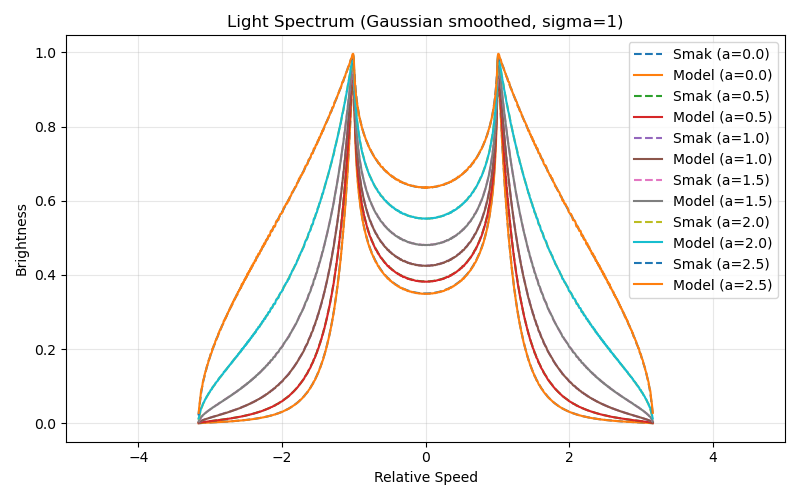 Light Spectrum (Gaussian smoothed, sigma=1)
1.0
0.8
0.6
0.4
0.2
0.0
Brightness
−4
−2
0
2
4
Relative Speed
Smak (a=0.0)
Model (a=0.0)
Smak (a=0.5)
Model (a=0.5)
Smak (a=1.0)
Model (a=1.0)
Smak (a=1.5)
Model (a=1.5)
Smak (a=2.0)
Model (a=2.0)
Smak (a=2.5)
Model (a=2.5)